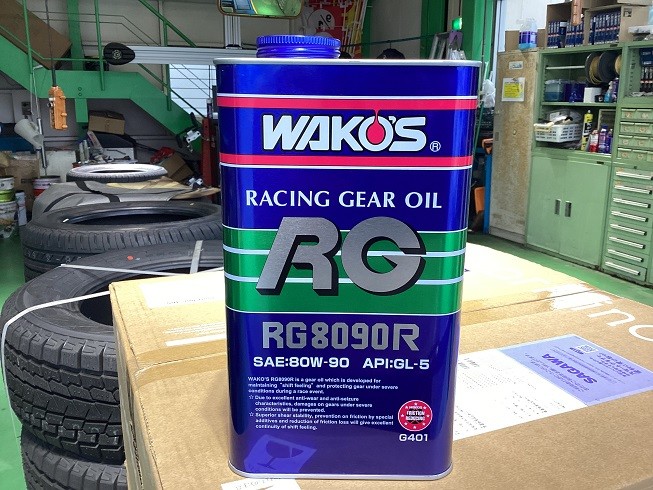 WAKO'S®
RACING GEAR OIL
RG
RG8090R
SAE:80W-90 API:GL-5
WAKO'S RG8090R is a gear oil which is developed for
maintaining "shift feeling" and protecting gear under severe
conditions during a race event.
☆ Due to excellent anti-wear and anti-seizure
characteristics, damages on gears under severe
conditions will be prevented.
☆ Superior shear stability, prevention on friction by special
additives and reduction of friction loss will give excellent
continuity of shift feeling.
WAKO'S
FRICTION
REDUCING
G401
SAGAWA